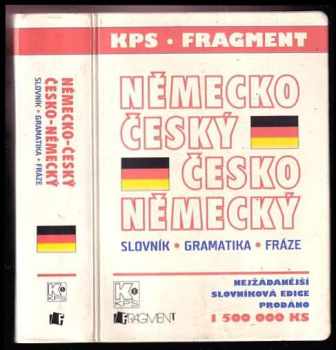 KPS • FRAGMENT
NĚMECKO
ČESKÝ
ČESKO
NĚMECKÝ
SLOVNÍK • GRAMATIKA • FRÁZE
NEJŽÁDANĚJŠÍ
SLOVNÍKOVÁ EDICE
PRODÁNO
1 500 000 KS
FRAGMENT
NĚMECKO-ČESKÝ
ČESKO-NĚMECKÝ
SLOVNÍK • GRAMATIKA • FRÁZE